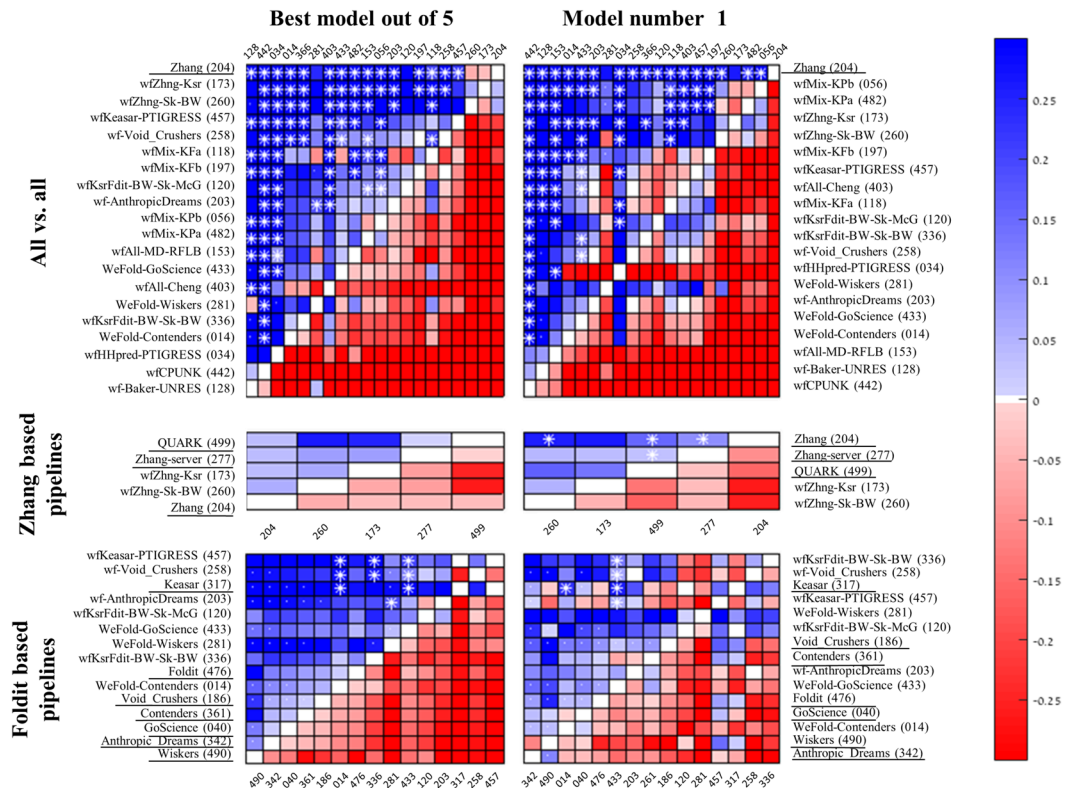 Best model out of 5
Model number 1
128 442 034 014 366 281 403 433 482 153 056 203 120 197 118 258 457 260 173 204
442 128 153 014 433 203 281 034 258 366 120 118 403 457 197 260 173 482 056 204
All vs. all
Zhang (204)
wfZhng-Ksr (173)
wfZhng-Sk-BW (260)
wfKeasar-PTIGRESS (457)
wf-Void_Crushers (258)
wfMix-KFa (118)
wfMix-KFb (197)
wfKsrFdit-BW-Sk-McG (120)
wf-AnthropicDreams (203)
wfMix-KPb (056)
wfMix-KPa (482)
wfAll-MD-RFLB (153)
WeFold-GoScience (433)
wfAll-Cheng (403)
WeFold-Wiskers (281)
wfKsrFdit-BW-Sk-BW (336)
WeFold-Contenders (014)
wfHHpred-PTIGRESS (034)
wfCPUNK (442)
wf-Baker-UNRES (128)
Zhang (204)
wfMix-KPb (056)
wfMix-KPa (482)
wfZhng-Ksr (173)
wfZhng-Sk-BW (260)
wfMix-KFb (197)
wfKeasar-PTIGRESS (457)
wfAll-Cheng (403)
wfMix-KFa (118)
wfKsrFdit-BW-Sk-McG (120)
wfKsrFdit-BW-Sk-BW (336)
wf-Void_Crushers (258)
wfHHpred-PTIGRESS (034)
WeFold-Wiskers (281)
wf-AnthropicDreams (203)
WeFold-GoScience (433)
WeFold-Contenders (014)
wfAll-MD-RFLB (153)
wf-Baker-UNRES (128)
wfCPUNK (442)
Zhang based
pipelines
QUARK (499)
Zhang-server (277)
wfZhng-Ksr (173)
wfZhng-Sk-BW (260)
Zhang (204)
204 260 173 277 499
Zhang (204)
Zhang-server (277)
QUARK (499)
wfZhng-Ksr (173)
wfZhng-Sk-BW (260)
260 173 499 277 204
Foldit based
pipelines
wfKeasar-PTIGRESS (457)
wf-Void_Crushers (258)
Keasar (317)
wf-AnthropicDreams (203)
wfKsrFdit-BW-Sk-McG (120)
WeFold-GoScience (433)
WeFold-Wiskers (281)
wfKsrFdit-BW-Sk-BW (336)
Foldit (476)
WeFold-Contenders (014)
Void_Crushers (186)
Contenders (361)
GoScience (040)
Anthropic_Dreams (342)
Wiskers (490)
490 342 040 361 186 014 476 336 281 433 120 203 317 258 457
wfKsrFdit-BW-Sk-BW (336)
wf-Void_Crushers (258)
Keasar (317)
wfKeasar-PTIGRESS (457)
WeFold-Wiskers (281)
wfKsrFdit-BW-Sk-McG (120)
Void_Crushers (186)
Contenders (361)
wf-AnthropicDreams (203)
WeFold-GoScience (433)
Foldit (476)
GoScience (040)
WeFold-Contenders (014)
Wiskers (490)
Anthropic_Dreams (342)
342 490 014 040 476 433 203 261 186 120 281 457 317 258 336
0.25
0.2
0.15
0.1
0.05
0
-0.05
-0.1
-0.15
-0.2
-0.25